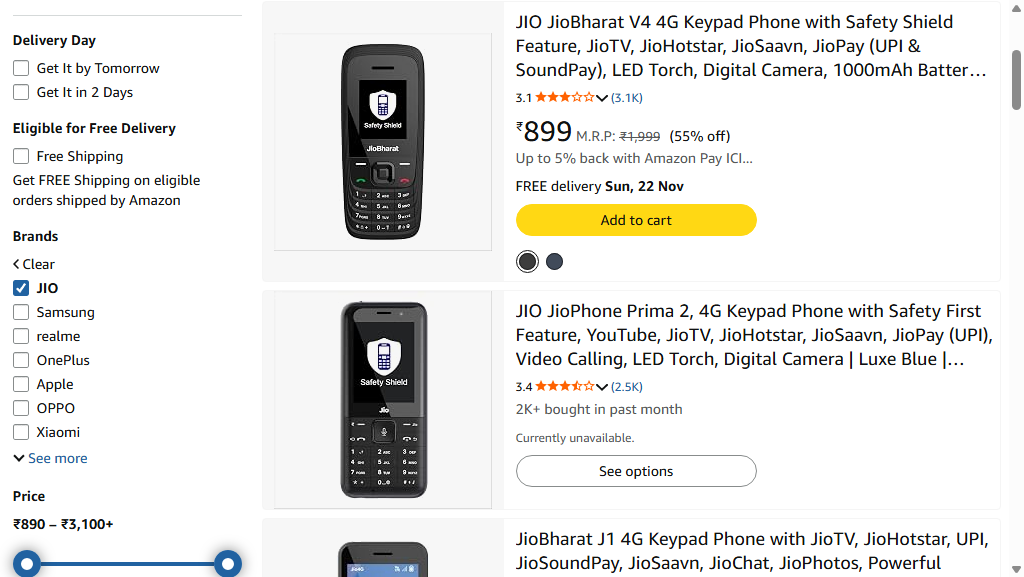 Delivery Day
Get It by Tomorrow
Get It in 2 Days
Eligible for Free Delivery
Free Shipping
Get FREE Shipping on eligible
orders shipped by Amazon
Brands
Clear
JIO
Samsung
realme
OnePlus
Apple
OPPO
Xiaomi
See more
Price
₹890 – ₹3,100+
Safety Shield
JioBharat
JIO JioBharat V4 4G Keypad Phone with Safety Shield
Feature, JioTV, JioHotstar, JioSaavn, JioPay (UPI &
SoundPay), LED Torch, Digital Camera, 1000mAh Batter…
3.1 (3.1K)
₹899 M.R.P: ₹1,999 (55% off)
Up to 5% back with Amazon Pay ICI…
FREE delivery Sun, 22 Nov
Add to cart
Safety Shield
Jio
JIO JioPhone Prima 2, 4G Keypad Phone with Safety First
Feature, YouTube, JioTV, JioHotstar, JioSaavn, JioPay (UPI),
Video Calling, LED Torch, Digital Camera | Luxe Blue |…
3.4 (2.5K)
2K+ bought in past month
Currently unavailable.
See options
Jio4G
JioBharat J1 4G Keypad Phone with JioTV, JioHotstar, UPI,
JioSoundPay, JioSaavn, JioChat, JioPhotos, Powerful